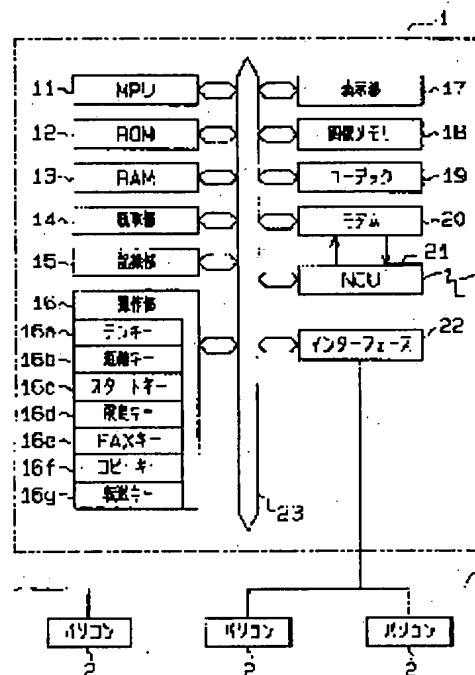 1
11 MPU
12 ROM
13 RAM
14 読取部
15 記録部
16 操作部
16a テンキー
16b 短縮キー
16c スタートキー
16d
16e FAXキー
16f コピーキー
16g 転送キー
表示部 17
画像メモリ 18
コーデック 19
モデム 20
21
NCU
インターフェース 22
23
パソコン パソコン パソコン
2 2 2